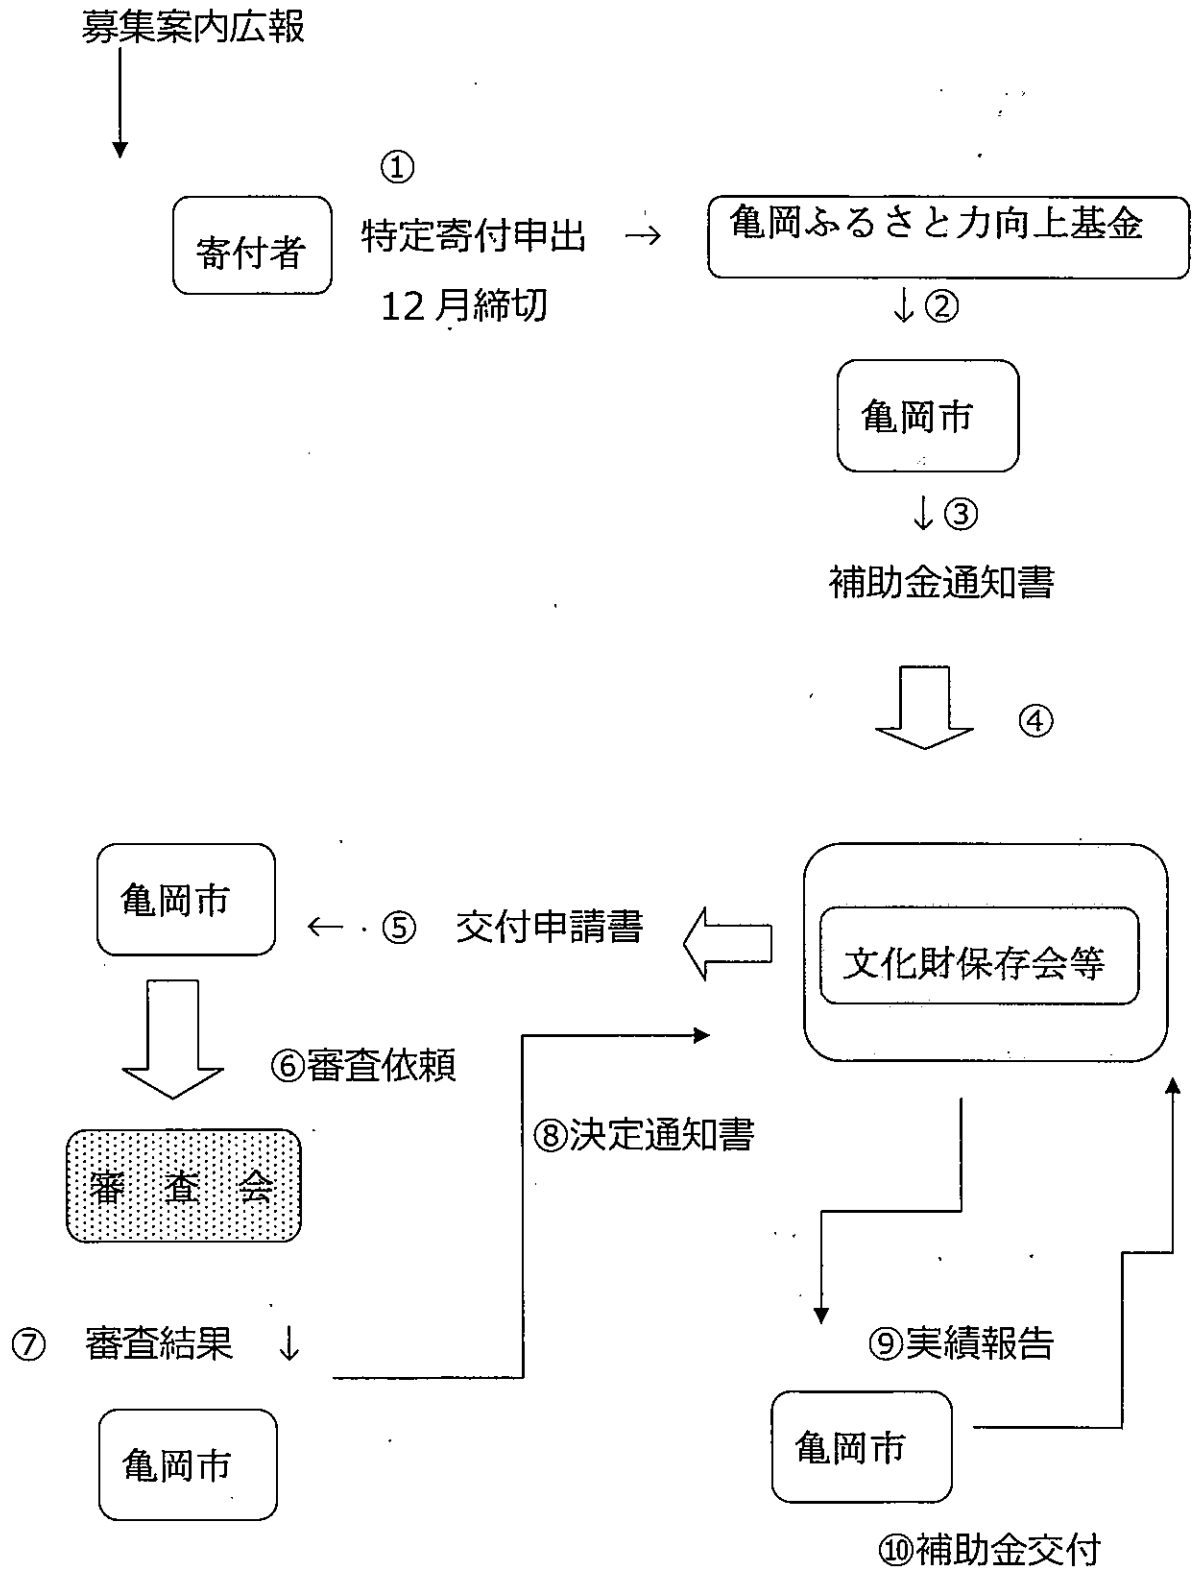 募集案内広報
①
寄付者
特定寄付申出 →
12月締切
亀岡ふるさと力向上基金
↓②
亀岡市
↓③
補助金通知書
④
亀岡市
← ⑤ 交付申請書
文化財保存会等
⑥審査依頼
審 査 会
⑧決定通知書
⑦ 審査結果 ↓
亀岡市
⑨実績報告
亀岡市
⑩補助金交付